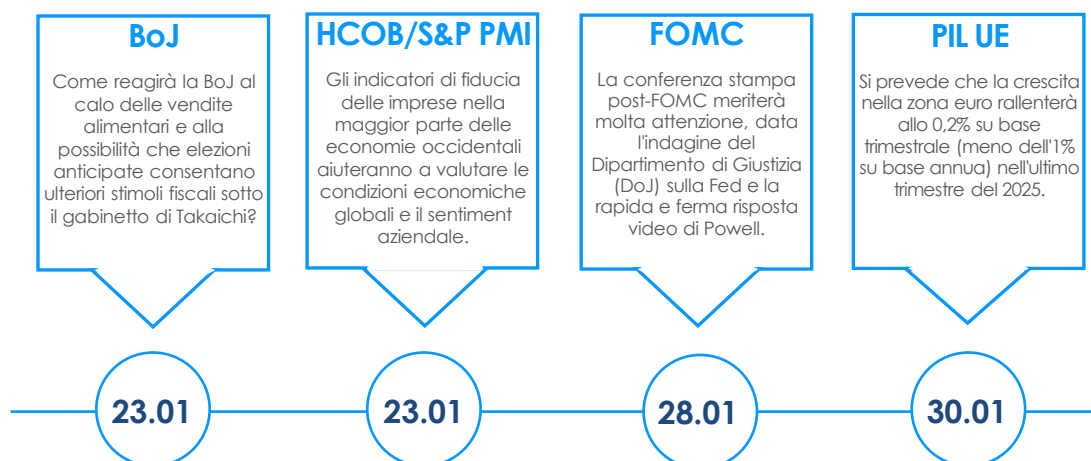 BoJ
Come reagirà la BoJ al
calo delle vendite
alimentari e alla
possibilità che elezioni
anticipate consentano
ulteriori stimoli fiscali sotto
il gabinetto di Takaichi?
23.01
HCOB/S&P PMI
Gli indicatori di fiducia
delle imprese nella
maggior parte delle
economie occidentali
aiuteranno a valutare le
condizioni economiche
globali e il sentiment
aziendale.
23.01
FOMC
La conferenza stampa
post-FOMC meriterà
molta attenzione, data
l'indagine del
Dipartimento di Giustizia
(DoJ) sulla Fed e la
rapida e ferma risposta
video di Powell.
28.01
PIL UE
Si prevede che la crescita
nella zona euro rallenterà
allo 0,2% su base
trimestrale (meno dell'1%
su base annua) nell'ultimo
trimestre del 2025.
30.01